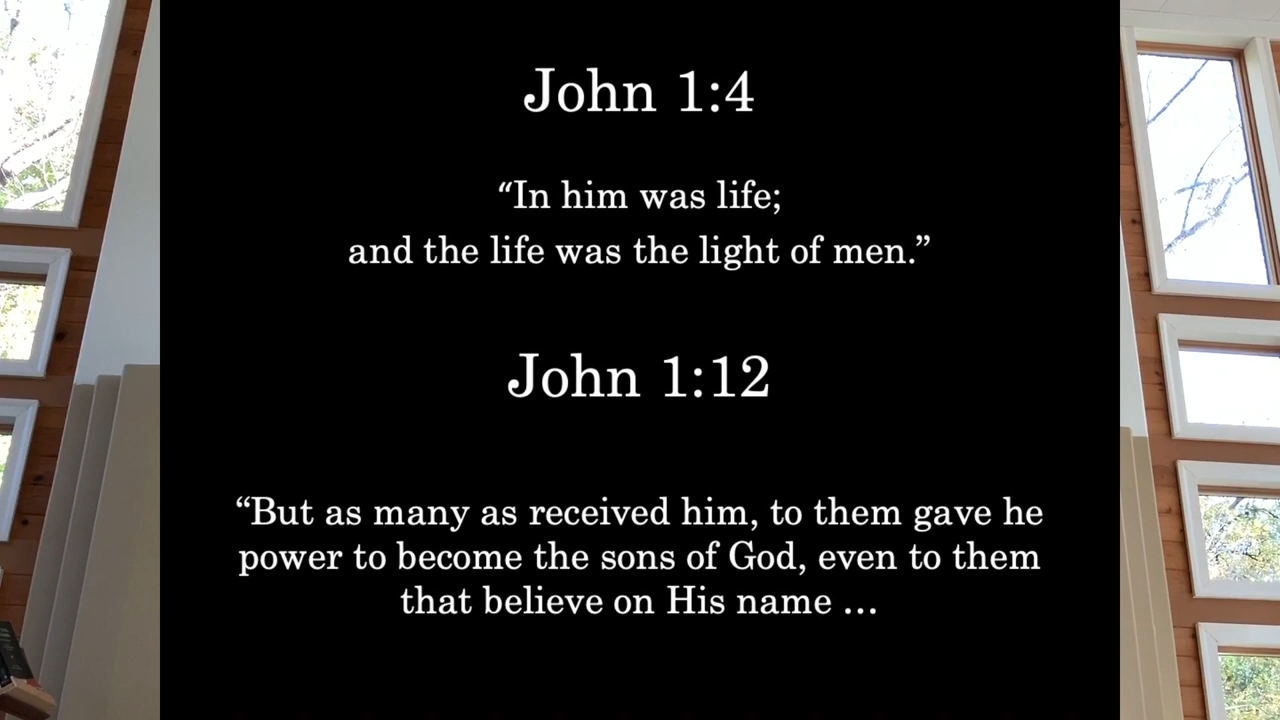 John 1:4
“In him was life;
and the life was the light of men.”
John 1:12
“But as many as received him, to them gave he
power to become the sons of God, even to them
that believe on His name ...